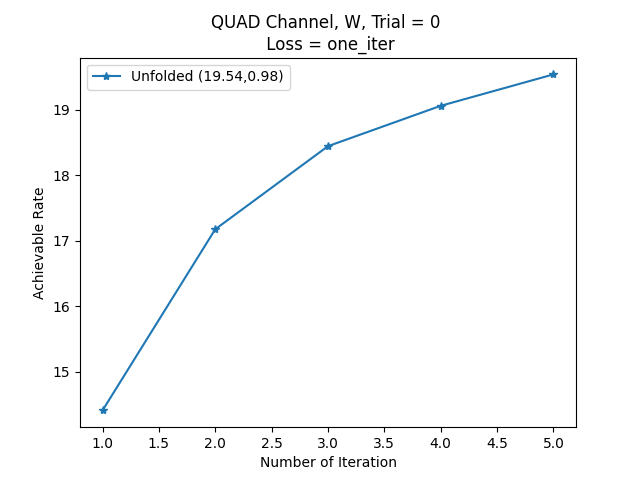 QUAD Channel, W, Trial = 0
Loss = one_iter
Unfolded (19.54,0.98)
Achievable Rate
19
18
17
16
15
1.0 1.5 2.0 2.5 3.0 3.5 4.0 4.5 5.0
Number of Iteration